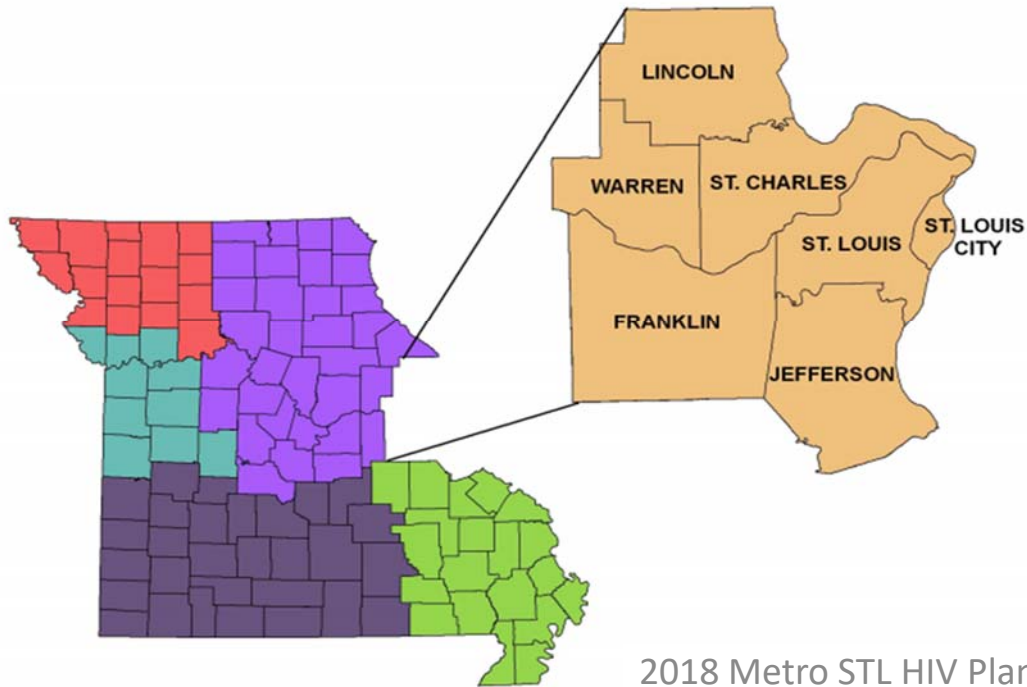 LINCOLN
WARREN
ST. CHARLES
ST. LOUIS
ST. LOUIS
CITY
FRANKLIN
JEFFERSON
2018 Metro STL HIV Plan